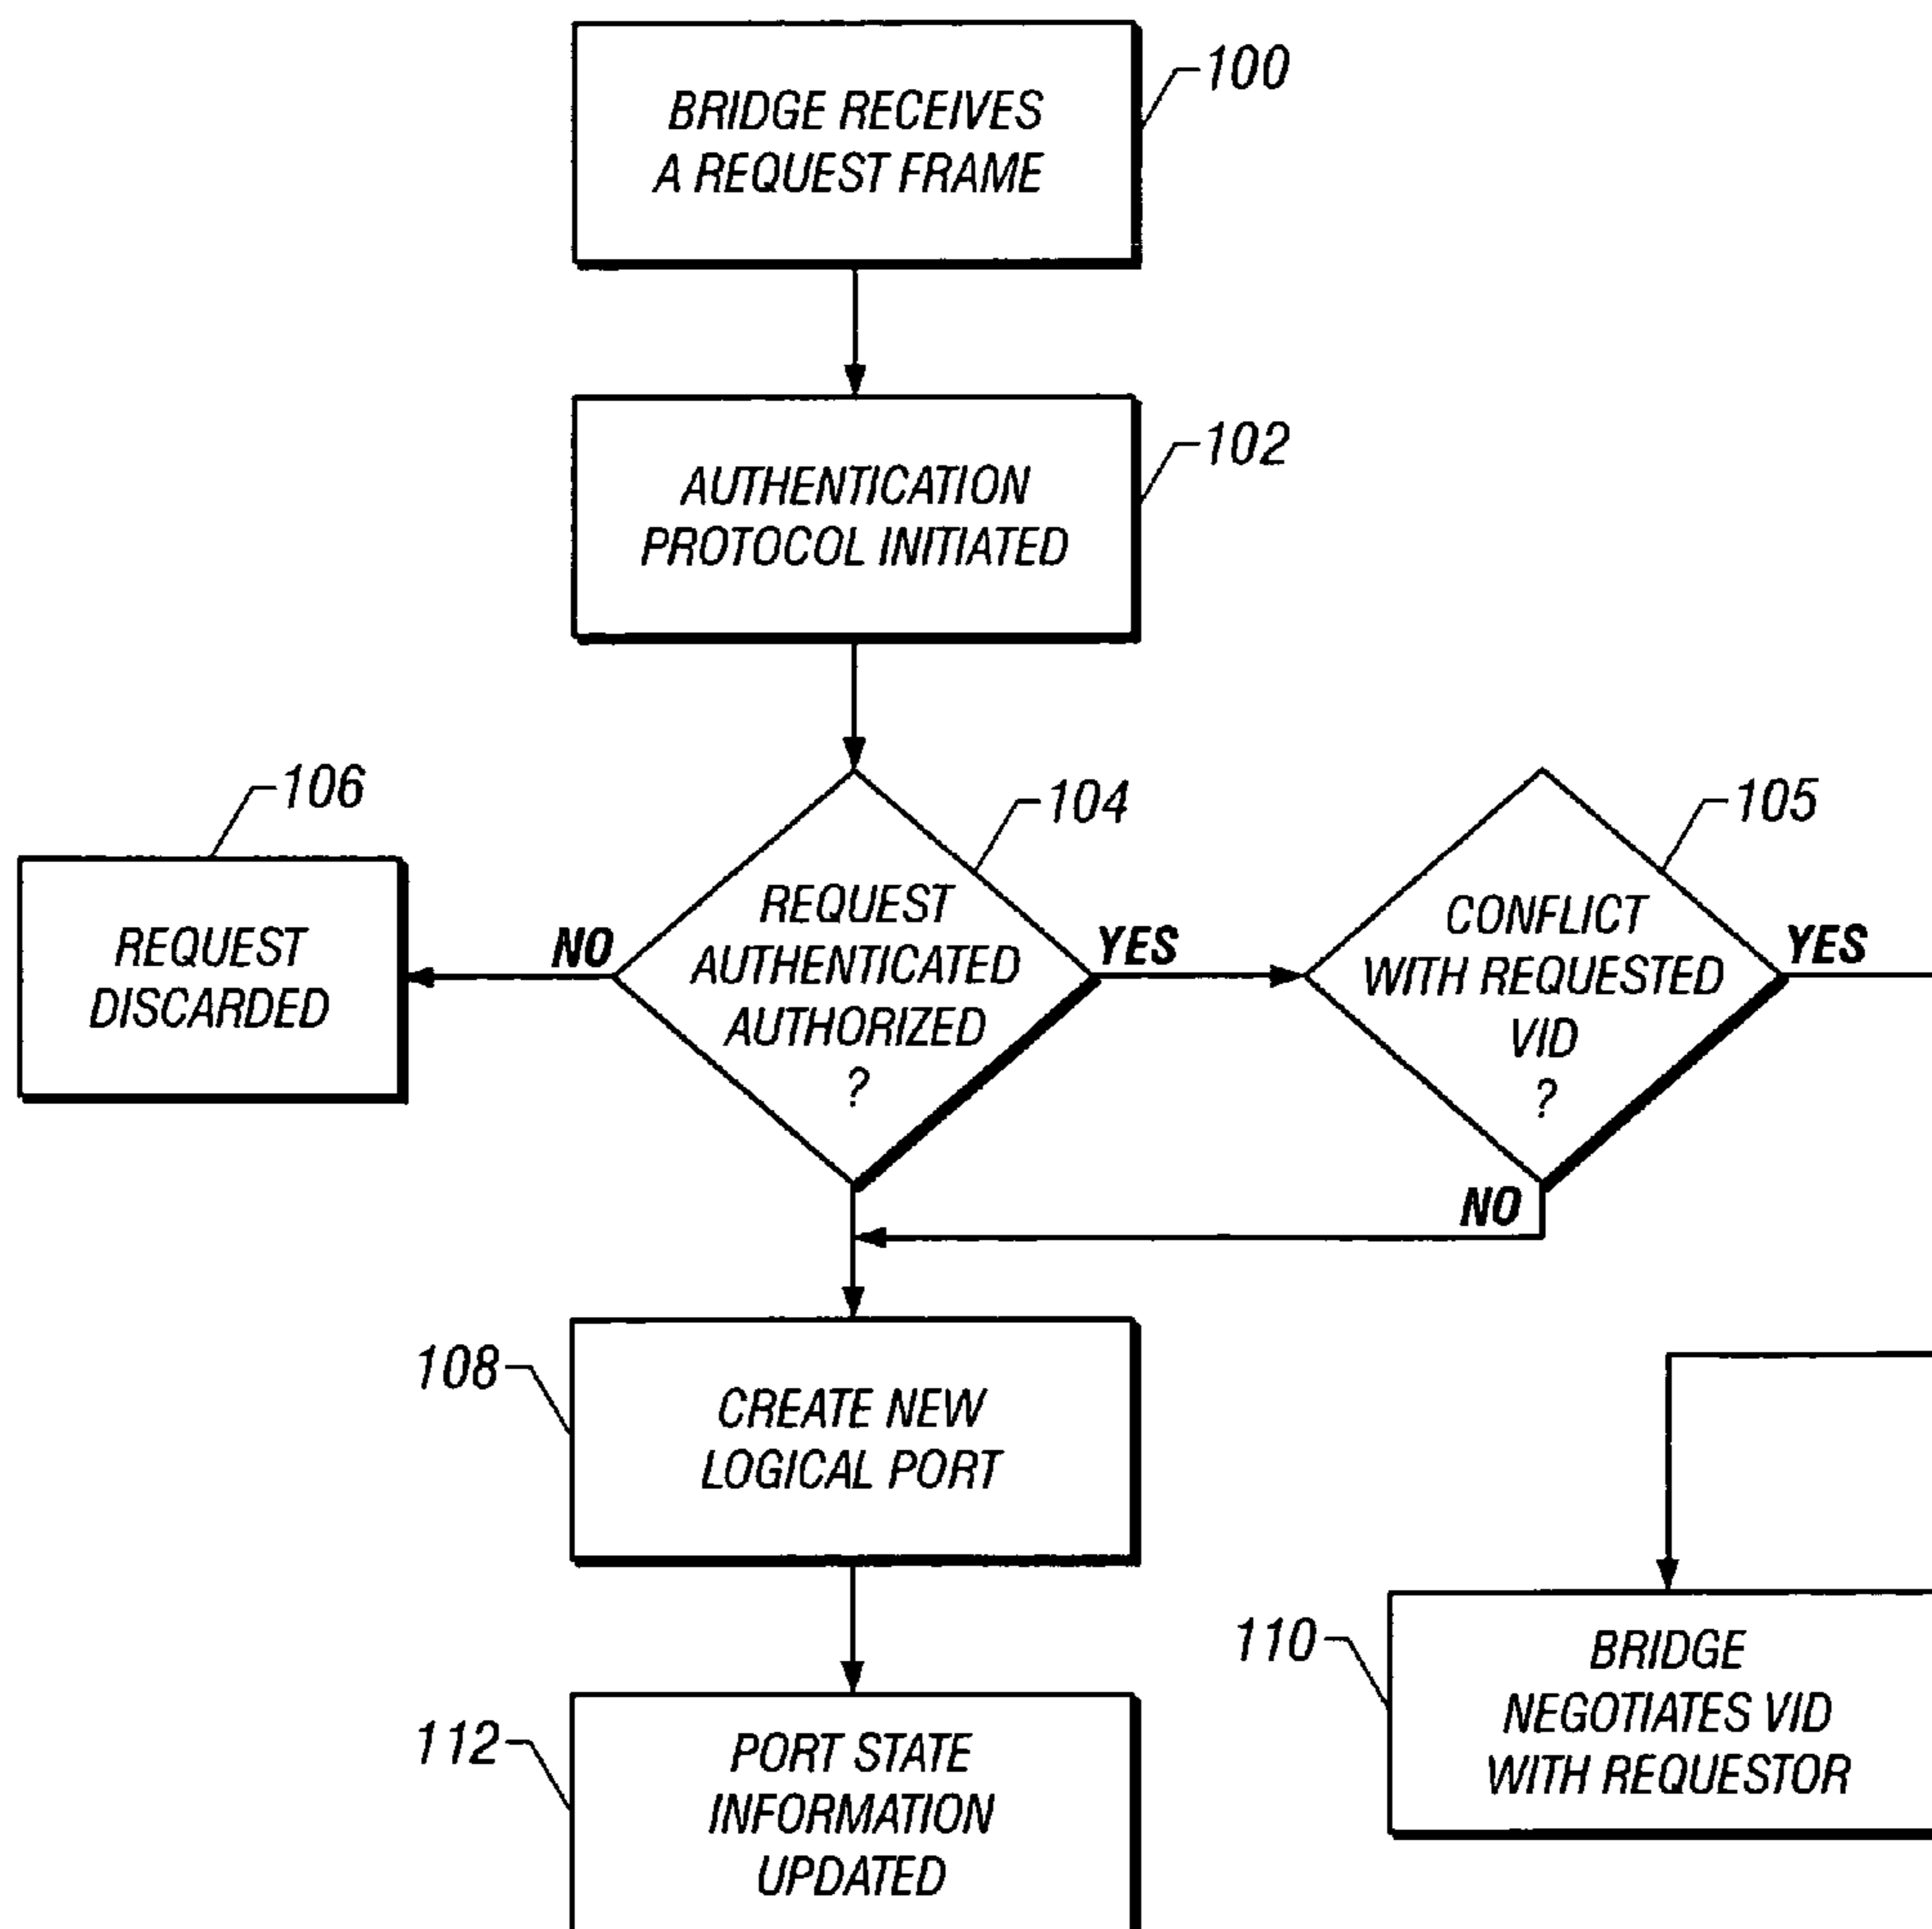 BRIDGE RECEIVES
A REQUEST FRAME
100
AUTHENTICATION
PROTOCOL INITIATED
102
106
REQUEST
DISCARDED
NO
104
REQUEST
AUTHENTICATED
AUTHORIZED
?
YES
105
CONFLICT
WITH REQUESTED
VID
?
YES
NO
108
CREATE NEW
LOGICAL PORT
110
BRIDGE
NEGOTIATES VID
WITH REQUESTOR
112
PORT STATE
INFORMATION
UPDATED